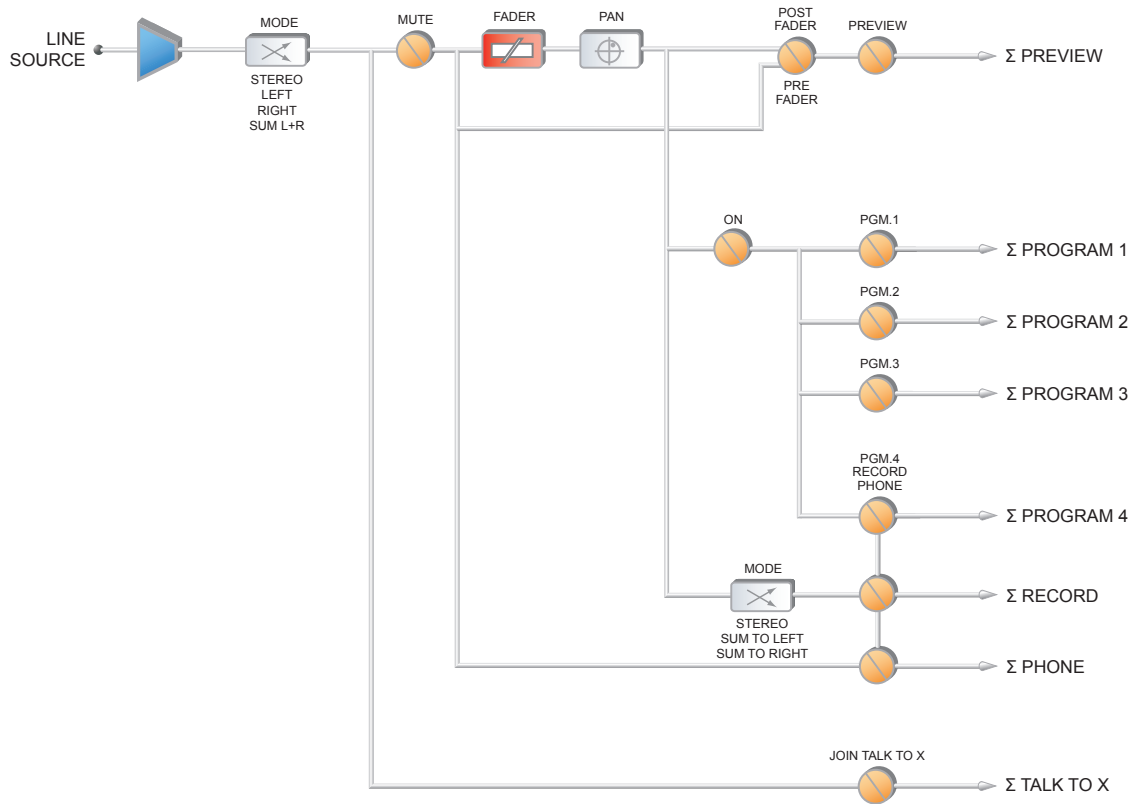 LINE
SOURCE
MODE
STEREO
LEFT
RIGHT
SUM L+R
MUTE
FADER
PAN
POST
FADER
PRE
FADER
PREVIEW
Σ PREVIEW
ON
PGM.1
Σ PROGRAM 1
PGM.2
Σ PROGRAM 2
PGM.3
Σ PROGRAM 3
PGM.4
RECORD
PHONE
Σ PROGRAM 4
MODE
STEREO
SUM TO LEFT
SUM TO RIGHT
Σ RECORD
Σ PHONE
JOIN TALK TO X
Σ TALK TO X